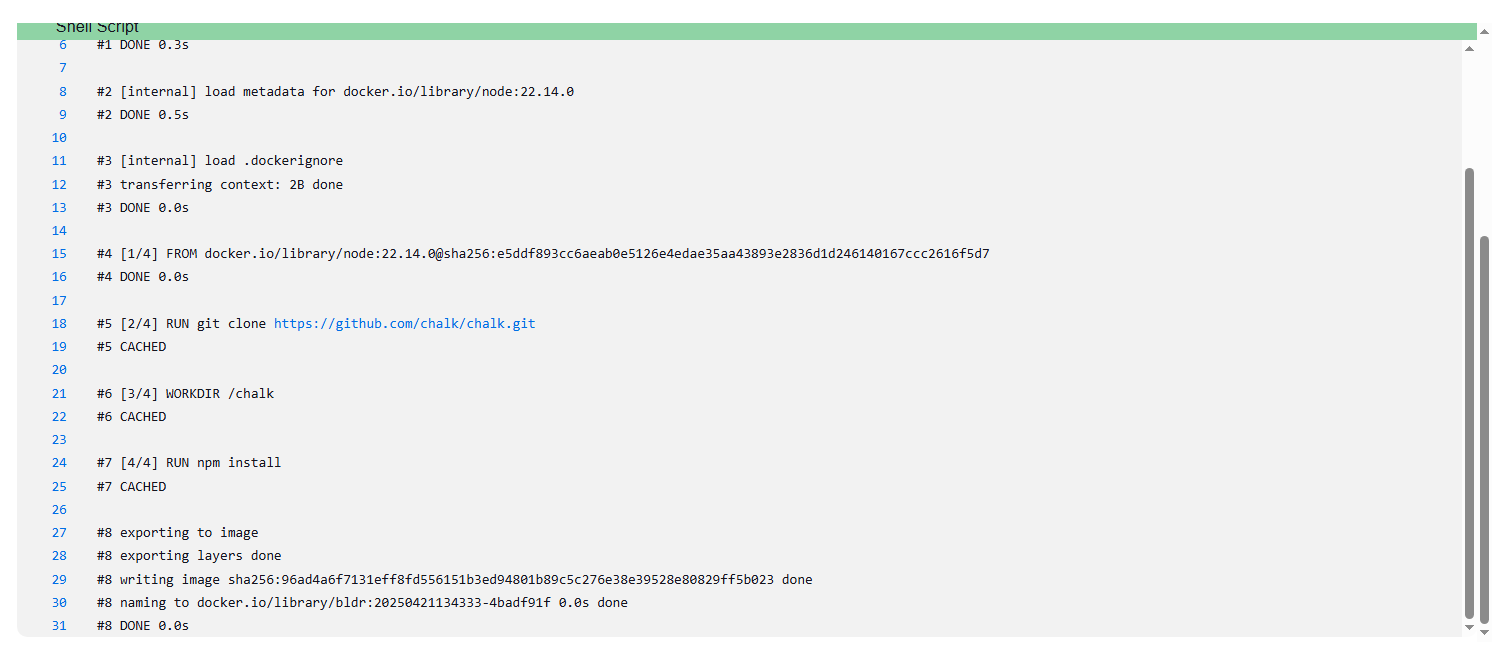 Shell Script
6 #1 DONE 0.3s
7
8 #2 [internal] load metadata for docker.io/library/node:22.14.0
9 #2 DONE 0.5s
10
11 #3 [internal] load .dockerignore
12 #3 transferring context: 2B done
13 #3 DONE 0.0s
14
15 #4 [1/4] FROM docker.io/library/node:22.14.0@sha256:e5ddf893cc6aeab0e5126e4edae35aa43893e2836d1d246140167ccc2616f5d7
16 #4 DONE 0.0s
17
18 #5 [2/4] RUN git clone https://github.com/chalk/chalk.git
19 #5 CACHED
20
21 #6 [3/4] WORKDIR /chalk
22 #6 CACHED
23
24 #7 [4/4] RUN npm install
25 #7 CACHED
26
27 #8 exporting to image
28 #8 exporting layers done
29 #8 writing image sha256:96ad4a6f7131eff8fd556151b3ed94801b89c5c276e38e39528e80829ff5b023 done
30 #8 naming to docker.io/library/bldr:20250421134333-4badf91f 0.0s done
31 #8 DONE 0.0s